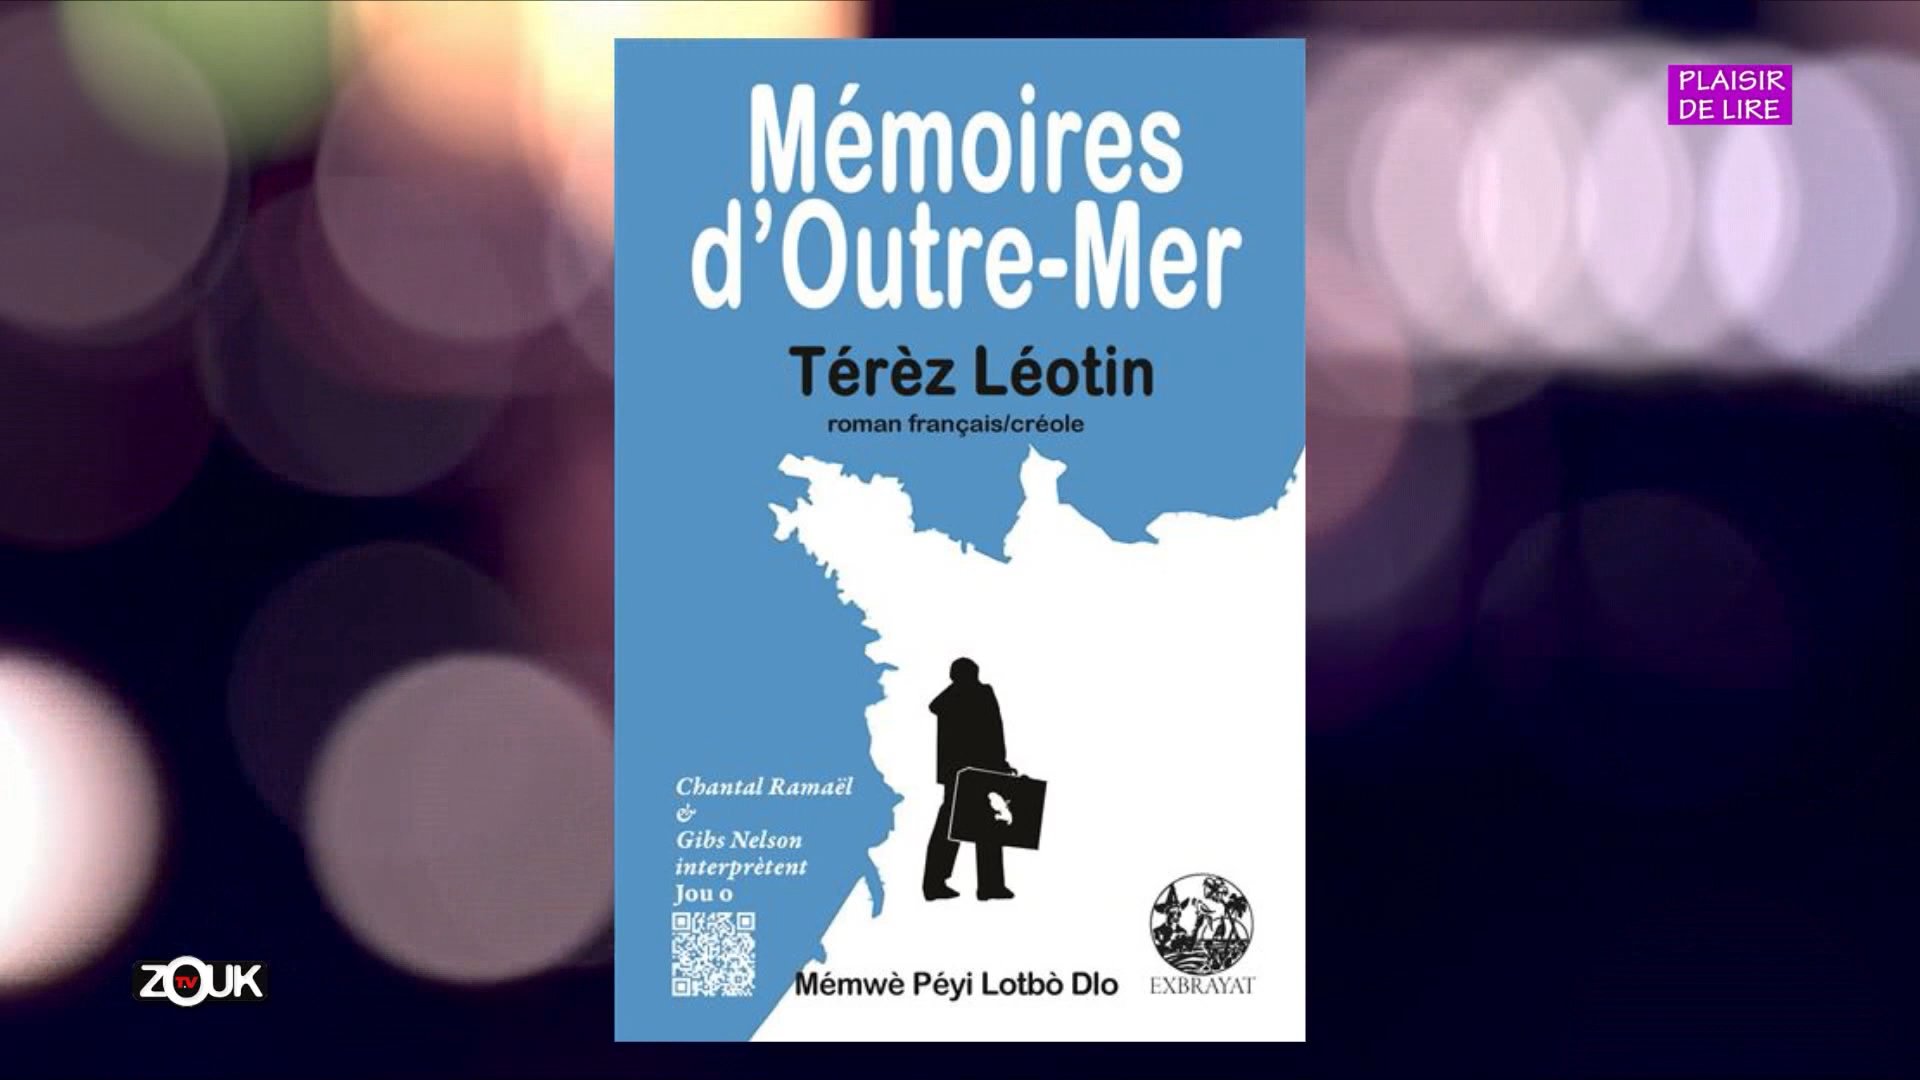 PLAISIR
DE LIRE
Mémoires
d’Outre-Mer
Térèz Léotin
roman français/créole
Chantal Ramaël
&
Gibs Nelson
interprètent
Jou o
Mémwè Péyi Lotbò Dlo
EXBRAYAT
ZOUK
TV